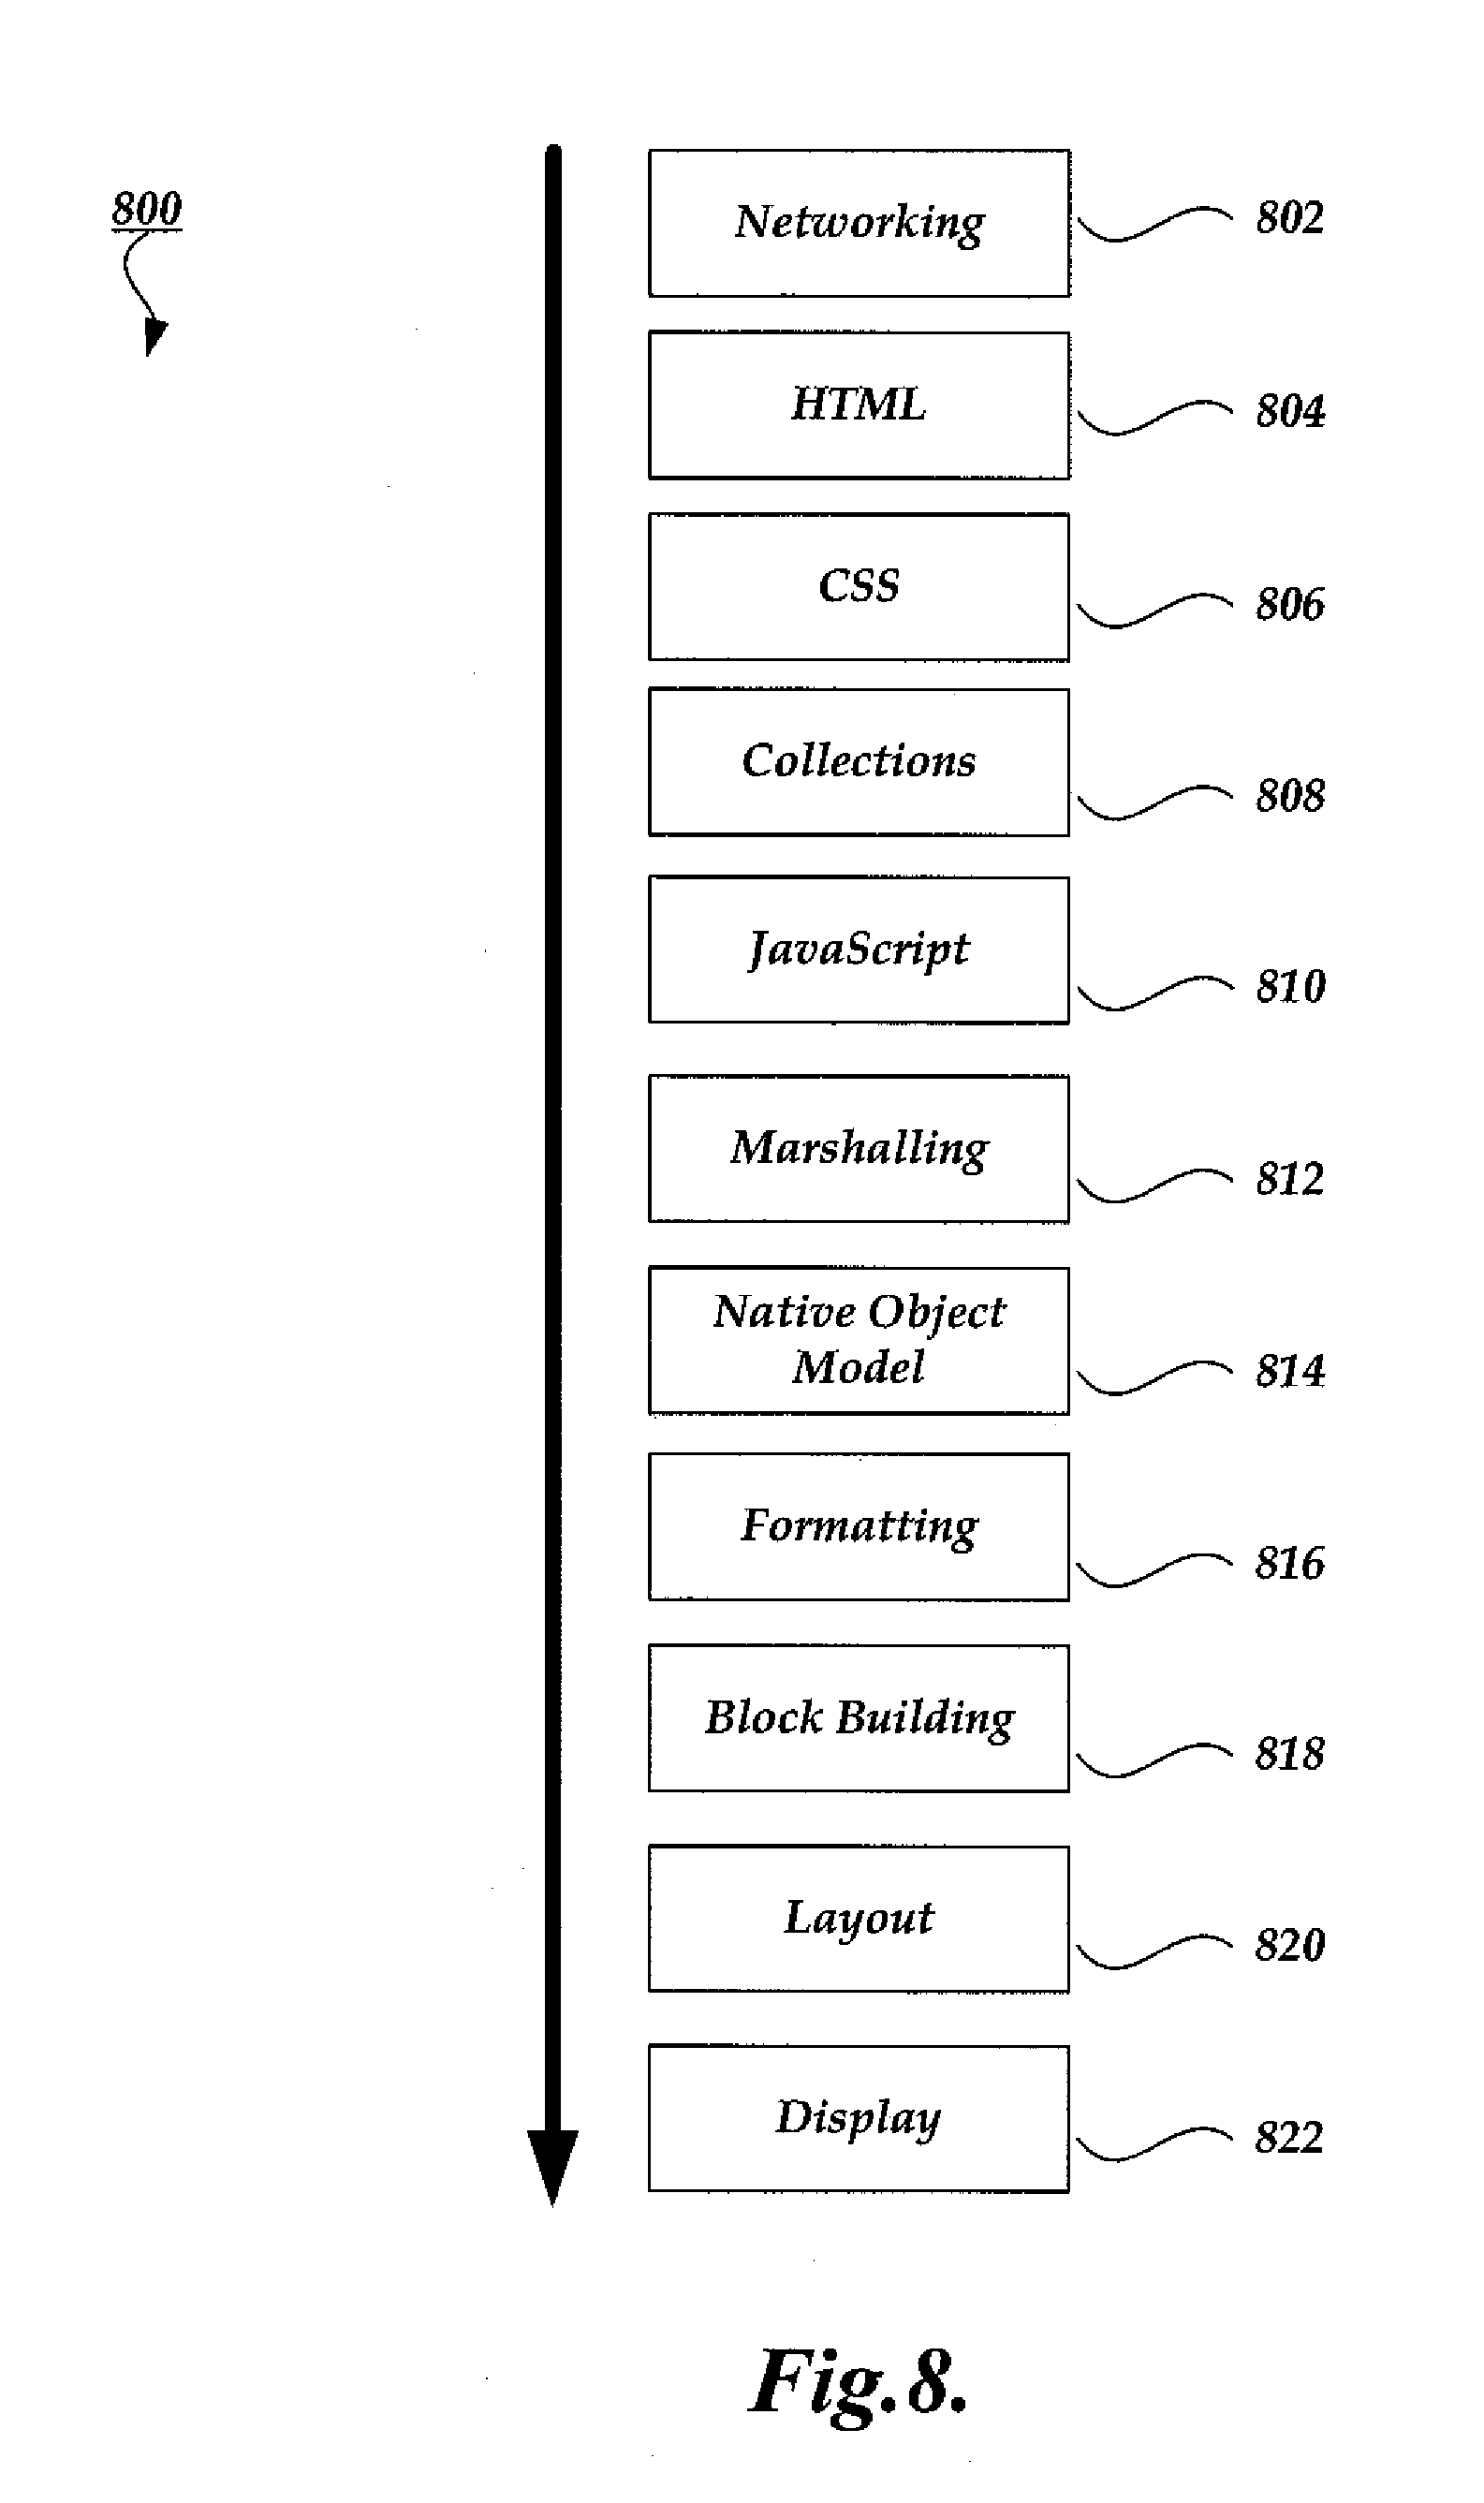 800
Networking
802
HTML
804
CSS
806
Collections
808
JavaScript
810
Marshalling
812
Native Object
Model
814
Formatting
816
Block Building
818
Layout
820
Display
822
Fig.8.